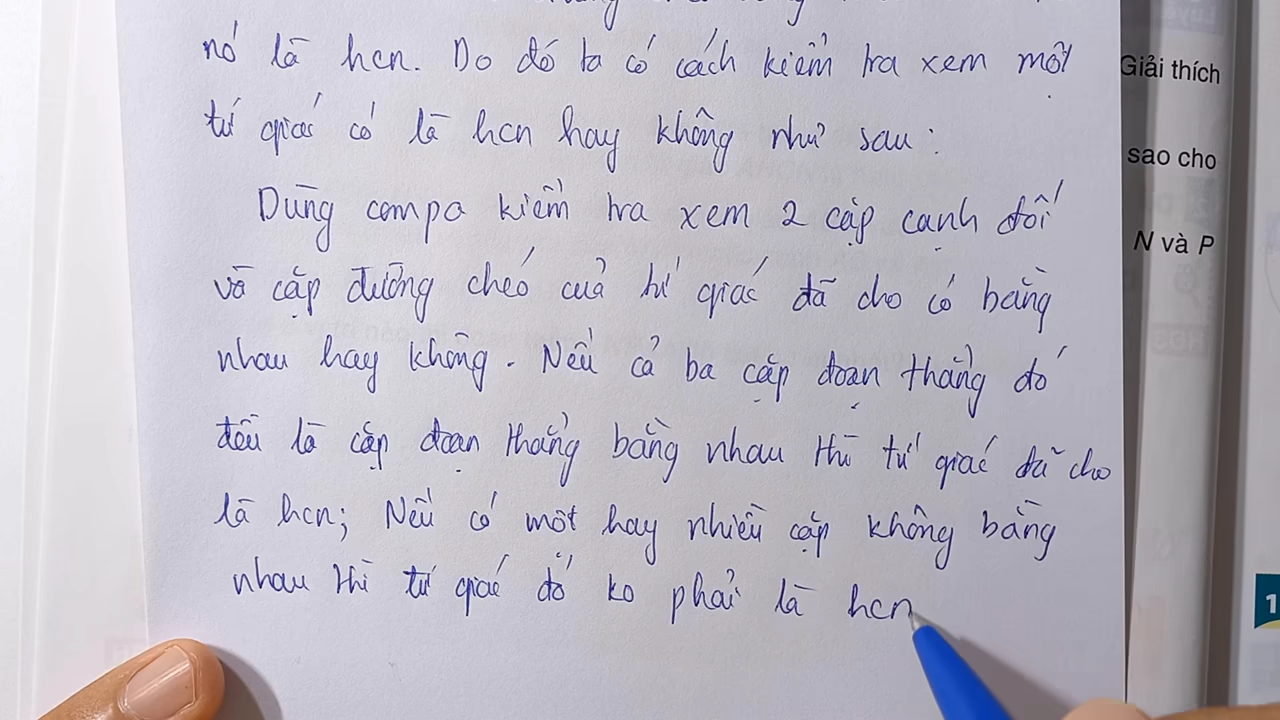 nó là hcn. Do đó ta có cách kiểm tra xem một
tứ giác có là hcn hay không như sau:
Dùng compa kiểm tra xem 2 cặp cạnh đối
và cặp đường chéo của tứ giác đã cho có bằng
nhau hay không. Nếu cả ba cặp đoạn thẳng đó
đều là cặp đoạn thẳng bằng nhau thì tứ giác đã cho
là hcn; Nếu có một hay nhiều cặp không bằng
nhau thì tứ giác đó ko phải là hcn
Giải thích
sao cho
N và P
1